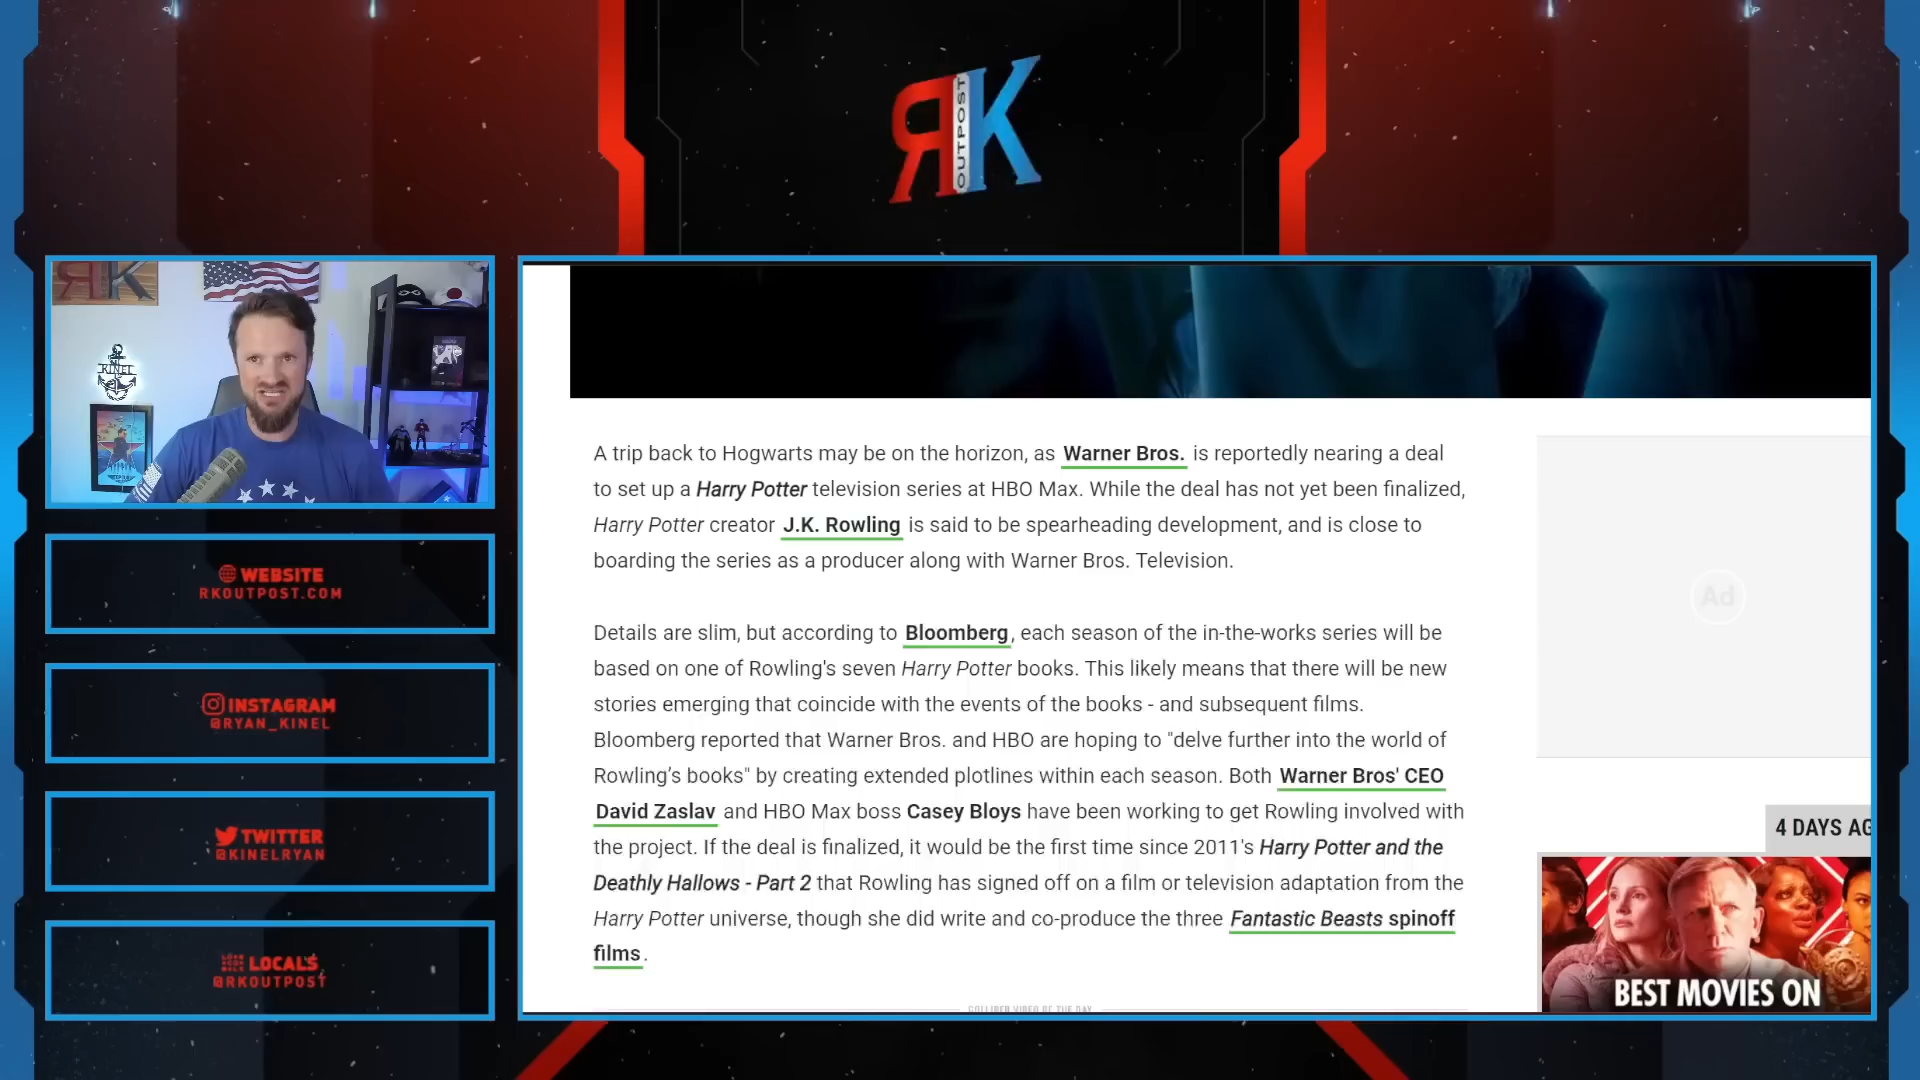 RK
OUTPOST
RK
KINEL
WEBSITE
RKOUTPOST.COM
INSTAGRAM
@RYAN_KINEL
TWITTER
@KINELRYAN
LOCALS
@RKOUTPOST
A trip back to Hogwarts may be on the horizon, as Warner Bros. is reportedly nearing a deal
to set up a Harry Potter television series at HBO Max. While the deal has not yet been finalized,
Harry Potter creator J.K. Rowling is said to be spearheading development, and is close to
boarding the series as a producer along with Warner Bros. Television.
Details are slim, but according to Bloomberg, each season of the in-the-works series will be
based on one of Rowling's seven Harry Potter books. This likely means that there will be new
stories emerging that coincide with the events of the books - and subsequent films.
Bloomberg reported that Warner Bros. and HBO are hoping to "delve further into the world of
Rowling’s books" by creating extended plotlines within each season. Both Warner Bros' CEO
David Zaslav and HBO Max boss Casey Bloys have been working to get Rowling involved with
the project. If the deal is finalized, it would be the first time since 2011's Harry Potter and the
Deathly Hallows - Part 2 that Rowling has signed off on a film or television adaptation from the
Harry Potter universe, though she did write and co-produce the three Fantastic Beasts spinoff
films.
COLLIDER VIDEO OF THE DAY
Ad
4 DAYS AG
BEST MOVIES ON